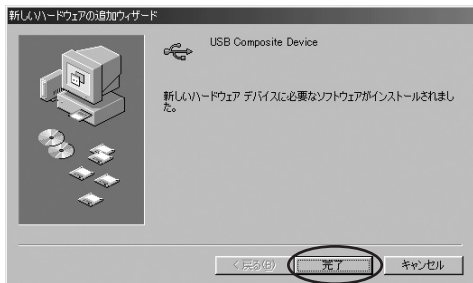 新しいハードウェアの追加ウィザード
USB Composite Device
新しいハードウェア デバイスに必要なソフトウェアがインストールされまし
た。
< 戻る(B)
完了
キャンセル